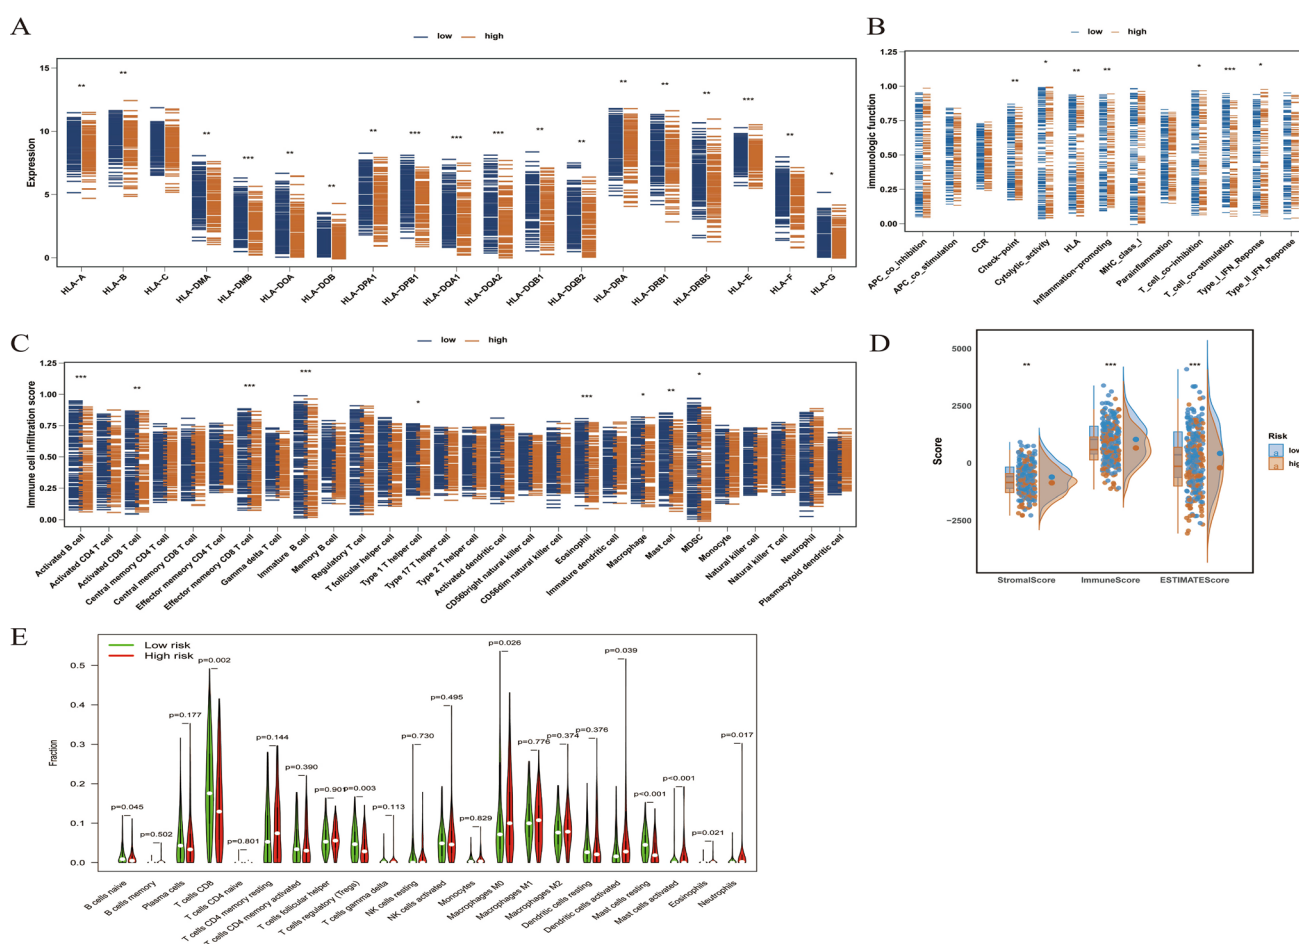 A
low high
Expression
15
10
5
0
** ** ** *** ** ** ** *** *** *** ** ** ** ** ** *** ** *
HLA−A
HLA−B
HLA−C
HLA−DMA
HLA−DMB
HLA−DOA
HLA−DOB
HLA−DPA1
HLA−DPB1
HLA−DQA1
HLA−DQA2
HLA−DQB1
HLA−DQB2
HLA−DRA
HLA−DRB1
HLA−DRB5
HLA−E
HLA−F
HLA−G
B
low high
immunologic function
1.25
1.00
0.75
0.50
0.25
0.00
** * ** ** * *** *
APC_co_inhibition
APC_co_stimulation
CCR
Check−point
Cytolytic_activity
HLA
Inflammation−promoting
MHC_class_I
Parainflammation
T_cell_co−inhibition
T_cell_co−stimulation
Type_I_IFN_Reponse
Type_II_IFN_Reponse
C
low high
Immune cell infiltration score
1.25
1.00
0.75
0.50
0.25
0.00
*** ** *** *** * *** * ** *
Activated B cell
Activated CD4 T cell
Activated CD8 T cell
Central memory CD4 T cell
Central memory CD8 T cell
Effector memory CD4 T cell
Effector memory CD8 T cell
Gamma delta T cell
Immature B cell
Memory B cell
Regulatory T cell
T follicular helper cell
Type 1 T helper cell
Type 17 T helper cell
Type 2 T helper cell
Activated dendritic cell
CD56bright natural killer cell
CD56dim natural killer cell
Eosinophil
Immature dendritic cell
Macrophage
Mast cell
MDSC
Monocyte
Natural killer cell
Natural killer T cell
Neutrophil
Plasmacytoid dendritic cell
D
Score
5000
2500
0
−2500
** *** ***
StromalScore ImmuneScore ESTIMATEScore
Risk
low
E
Low risk
High risk
Fraction
0.5
0.4
0.3
0.2
0.1
0.0
p=0.045
p=0.502
p=0.177
p=0.002
p=0.801
p=0.144
p=0.390
p=0.901
p=0.003
p=0.113
p=0.730
p=0.495
p=0.829
p=0.026
p=0.776
p=0.374
p=0.376
p=0.039
p<0.001
p<0.001
p=0.021
p=0.017
B cells naive
B cells memory
Plasma cells
T cells CD8
T cells CD4 naive
T cells CD4 memory resting
T cells CD4 memory activated
T cells follicular helper
T cells regulatory (Tregs)
T cells gamma delta
NK cells resting
NK cells activated
Monocytes
Macrophages M0
Macrophages M1
Macrophages M2
Dendritic cells resting
Dendritic cells activated
Mast cells resting
Mast cells activated
Eosinophils
Neutrophils